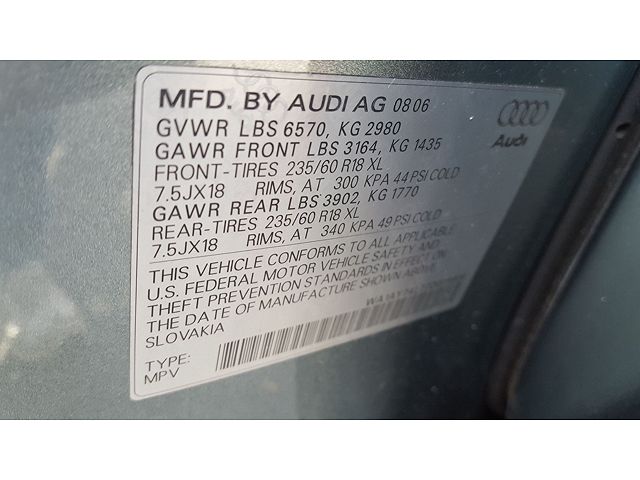 MFD. BY AUDI AG 0806
GVWR LBS 6570, KG 2980
GAWR FRONT LBS 3164, KG 1435
FRONT-TIRES 235/60 R18 XL
7.5JX18 RIMS, AT 300 KPA 44 PSI COLD
GAWR REAR LBS 3902, KG 1770
REAR-TIRES 235/60 R18 XL
7.5JX18 RIMS, AT 340 KPA 49 PSI COLD
THIS VEHICLE CONFORMS TO ALL APPLICABLE
U.S. FEDERAL MOTOR VEHICLE SAFETY AND
THEFT PREVENTION STANDARDS IN EFFECT ON
THE DATE OF MANUFACTURE SHOWN ABOVE.
SLOVAKIA
TYPE:
MPV
Audi